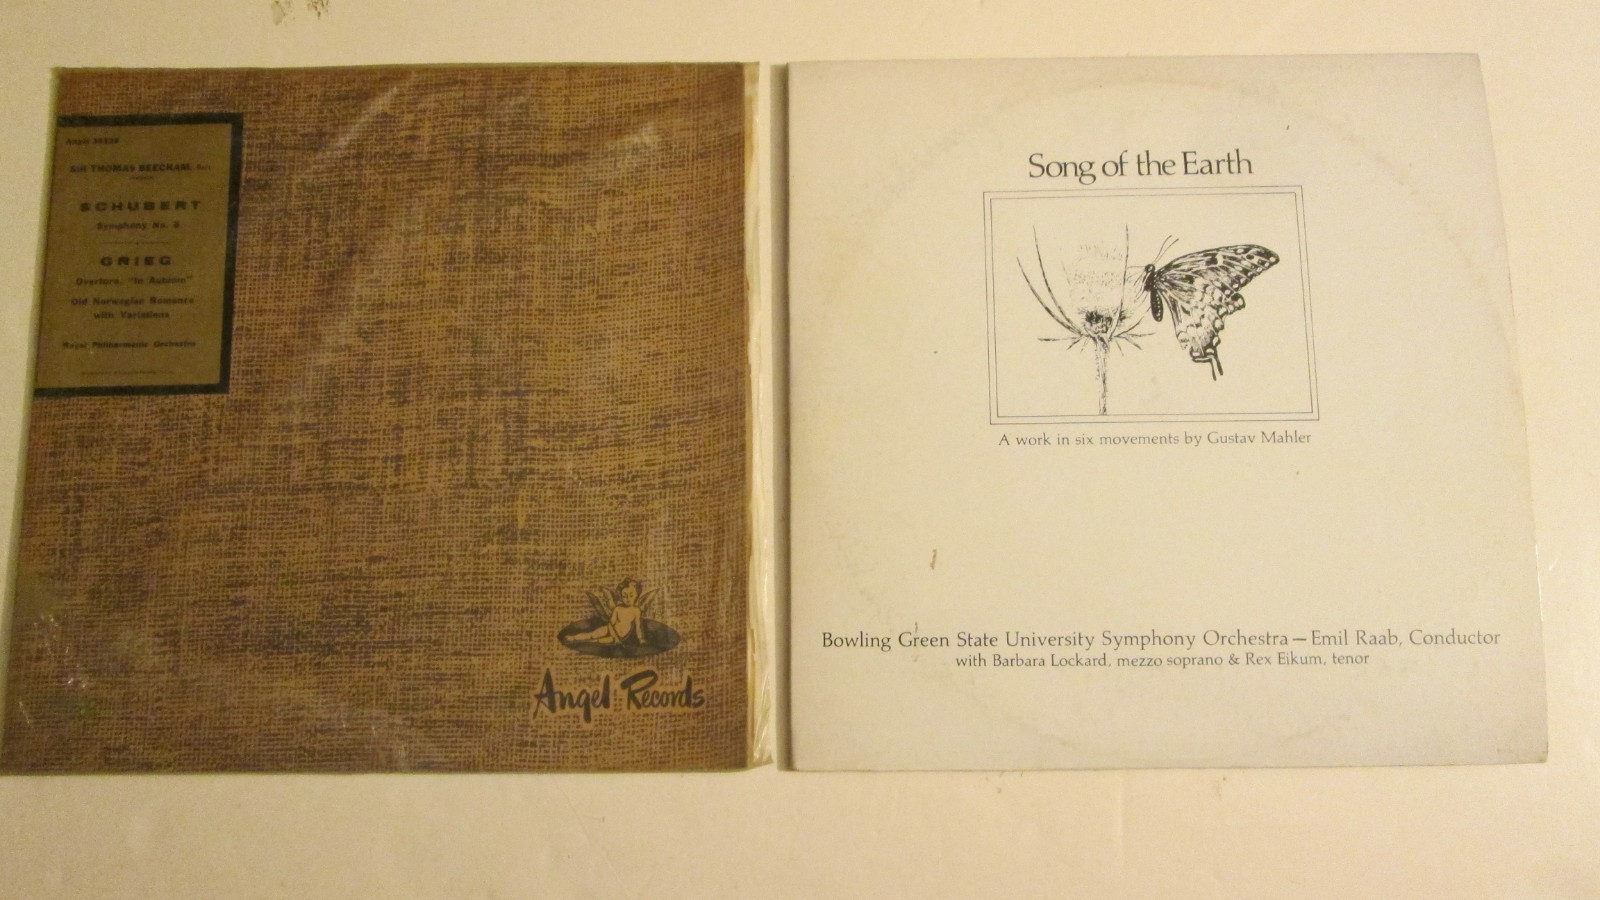 Angel
SIR THOMAS BEECHAM, Bart.
SCHUBERT
Symphony No. 6
GRIEG
Overture, "In Autumn"
Old Norwegian Romance
with Variations
Royal Philharmonic Orchestra
Angel Records
Song of the Earth
A work in six movements by Gustav Mahler
Bowling Green State University Symphony Orchestra — Emil Raab, Conductor
with Barbara Lockard, mezzo soprano & Rex Eikum, tenor